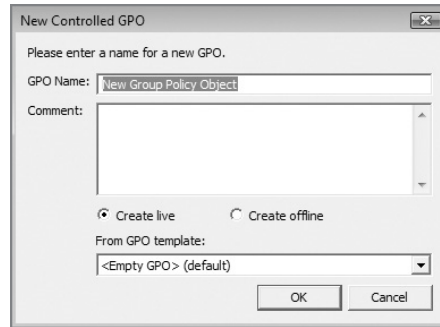 New Controlled GPO
Please enter a name for a new GPO.
GPO Name: New Group Policy Object
Comment:
Create live Create offline
From GPO template:
<Empty GPO> (default)
OK Cancel